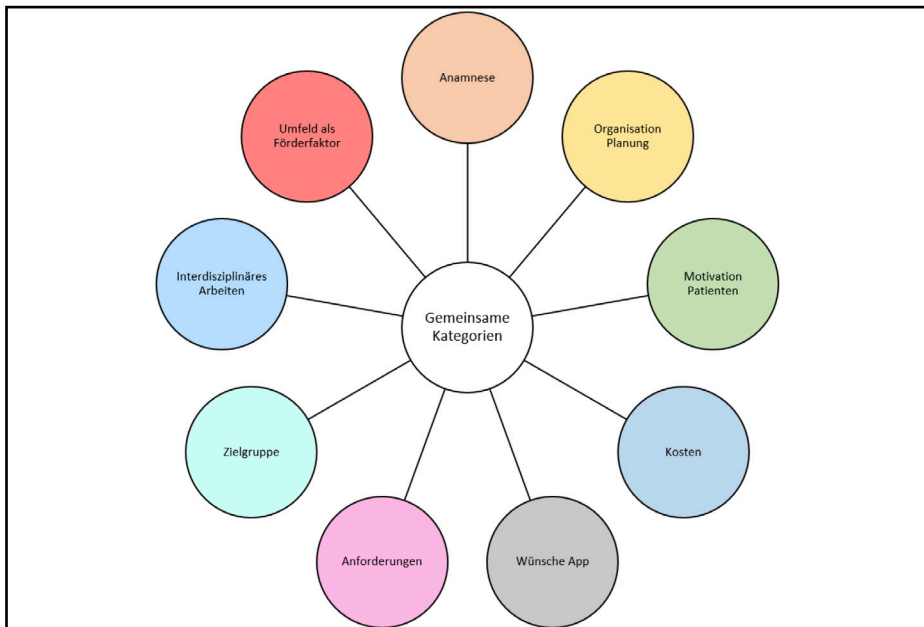 Anamnese
Organisation
Planung
Motivation
Patienten
Kosten
Wünsche App
Anforderungen
Zielgruppe
Interdisziplinäres
Arbeiten
Umfeld als
Förderfaktor
Gemeinsame
Kategorien